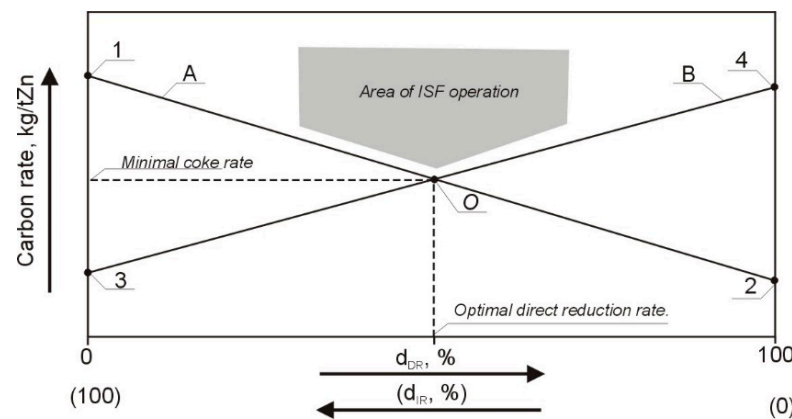 1
A
Area of ISF operation
B
4
Carbon rate, kg/tZn
Minimal coke rate
O
3
2
Optimal direct reduction rate.
0
d_DR, %
100
(100)
(d_IR, %)
(0)